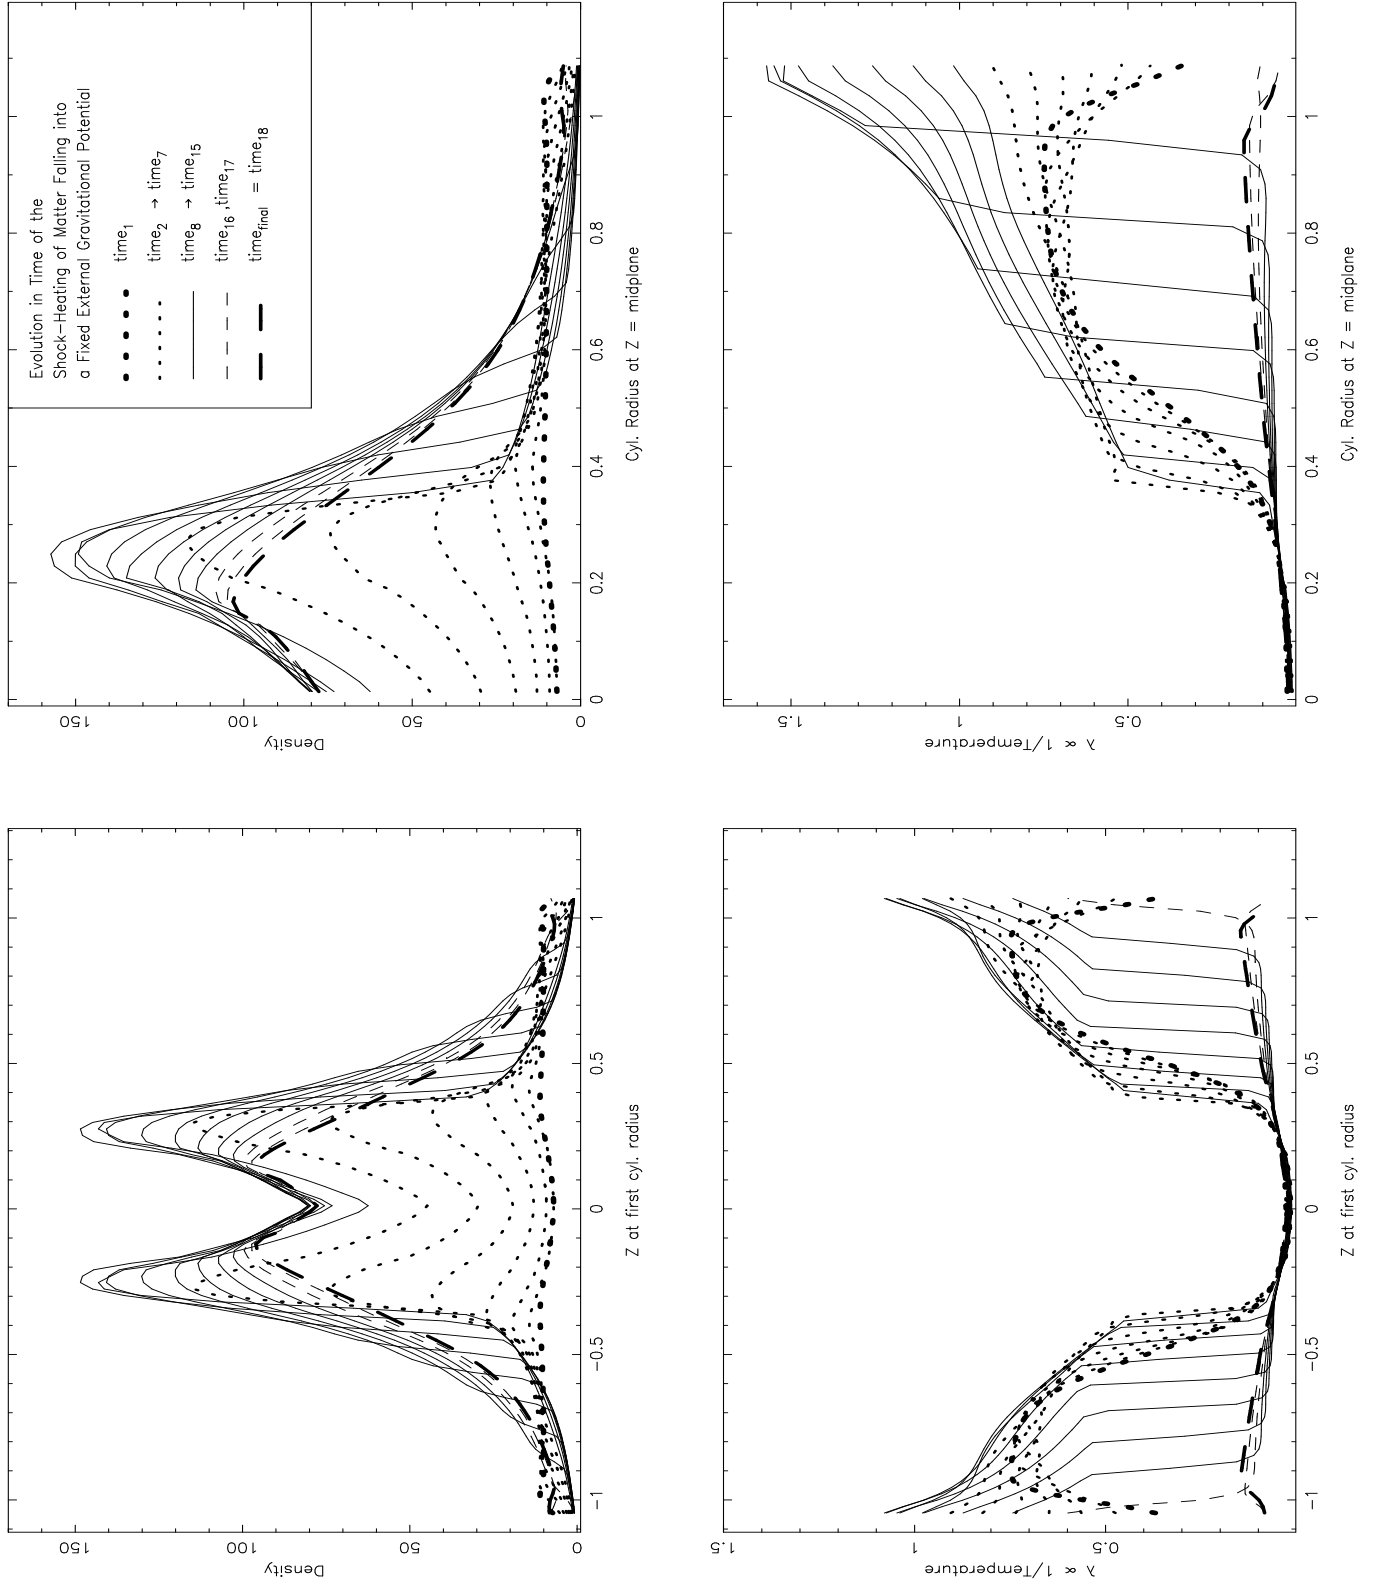 Evolution in Time of the
Shock–Heating of Matter Falling into
a Fixed External Gravitational Potential
time₁
time₂ → time₇
time₈ → time₁₅
time₁₆ ,time₁₇
time_final = time₁₈
150
100
50
0
Density
−1
−0.5
0
0.5
1
Z at first cyl. radius
150
100
50
0
Density
0
0.2
0.4
0.6
0.8
1
Cyl. Radius at Z = midplane
1.5
1
0.5
λ ∝ 1/Temperature
−1
−0.5
0
0.5
1
Z at first cyl. radius
1.5
1
0.5
λ ∝ 1/Temperature
0
0.2
0.4
0.6
0.8
1
Cyl. Radius at Z = midplane